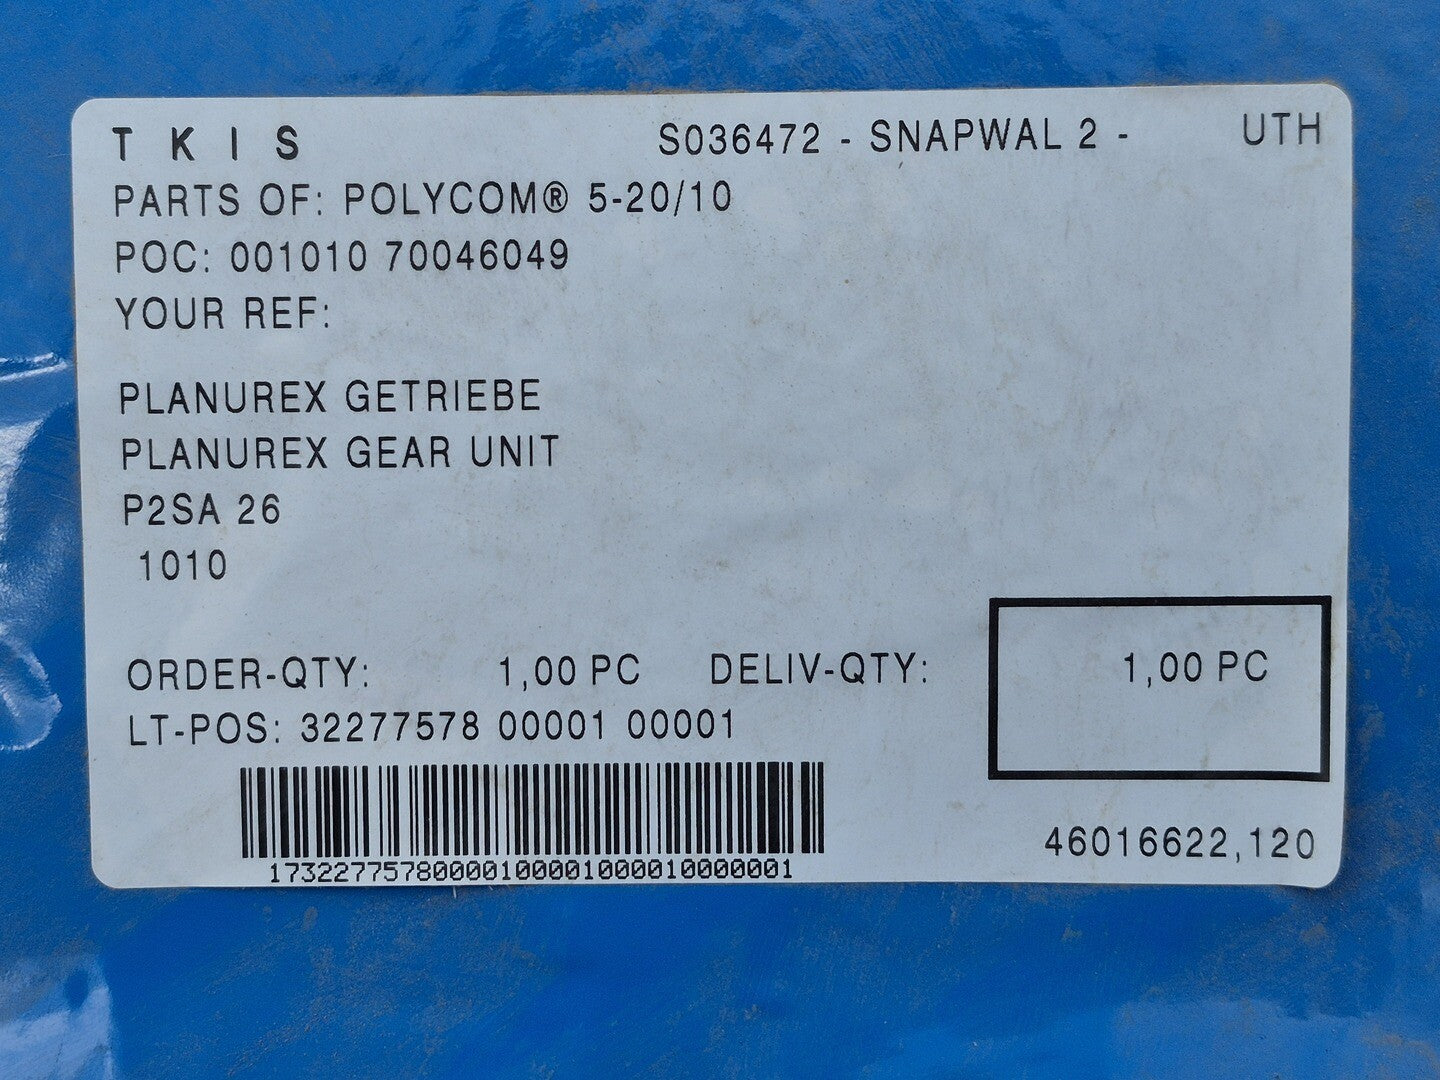 TKIS S036472 - SNAPWAL 2 - UTH
PARTS OF: POLYCOM® 5-20/10
POC: 001010 70046049
YOUR REF:
PLANUREX GETRIEBE
PLANUREX GEAR UNIT
P2SA 26
1010
ORDER-QTY: 1,00 PC DELIV-QTY: 1,00 PC
LT-POS: 32277578 00001 00001
17322775780000100001000010000001
46016622,120